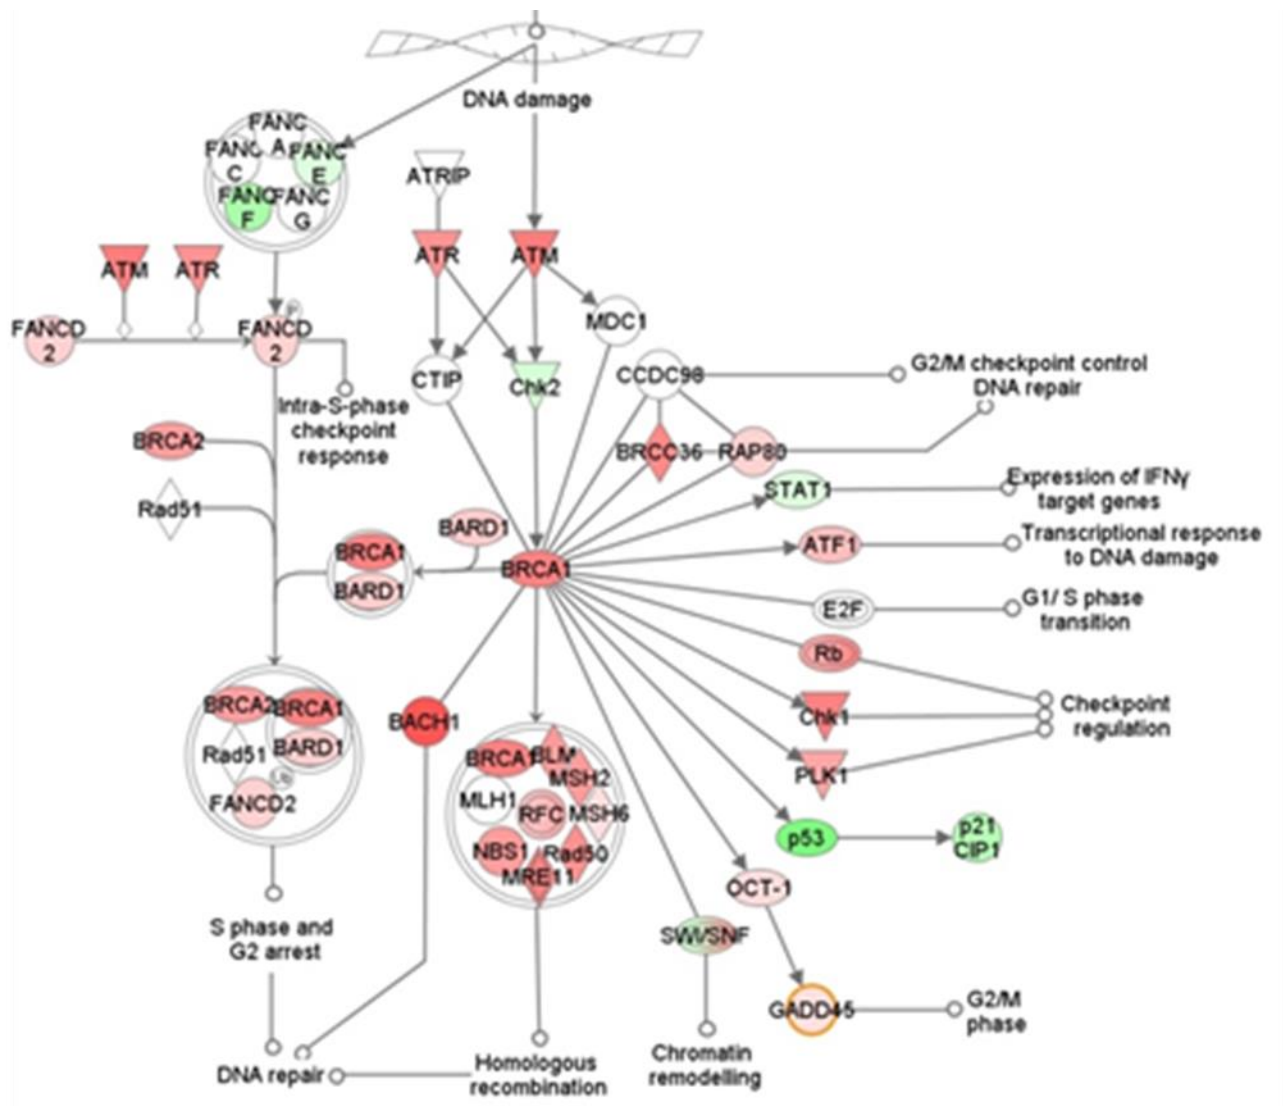 DNA damage
FANC
A
FANC
C
FANC
E
FANC
F
FANC
G
ATRIP
ATM
ATR
ATR
ATM
FANCD
2
P
FANCD
2
MDC1
CTIP
Chk2
CCDC98
G2/M checkpoint control
DNA repair
Intra-S-phase
checkpoint
response
BRCA2
BRCC36
RAP80
Rad51
STAT1
Expression of IFNγ
target genes
BARD1
BRCA1
BARD1
BRCA1
ATF1
Transcriptional response
to DNA damage
E2F
G1/ S phase
transition
Rb
Chk1
Checkpoint
regulation
PLK1
BRCA2
BRCA1
Rad51
BARD1
Ub
FANCD2
BACH1
BRCA1
BLM
MSH2
MLH1
RFC
MSH6
NBS1
Rad50
MRE11
p53
p21
CIP1
OCT-1
SWI/SNF
GADD45
G2/M
phase
S phase and
G2 arrest
DNA repair
Homologous
recombination
Chromatin
remodelling